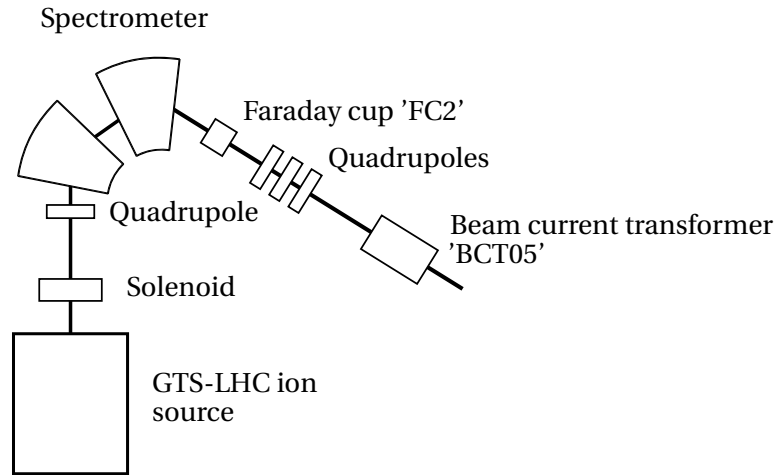 Spectrometer
Faraday cup ’FC2’
Quadrupoles
Quadrupole
Beam current transformer
’BCT05’
Solenoid
GTS-LHC ion
source